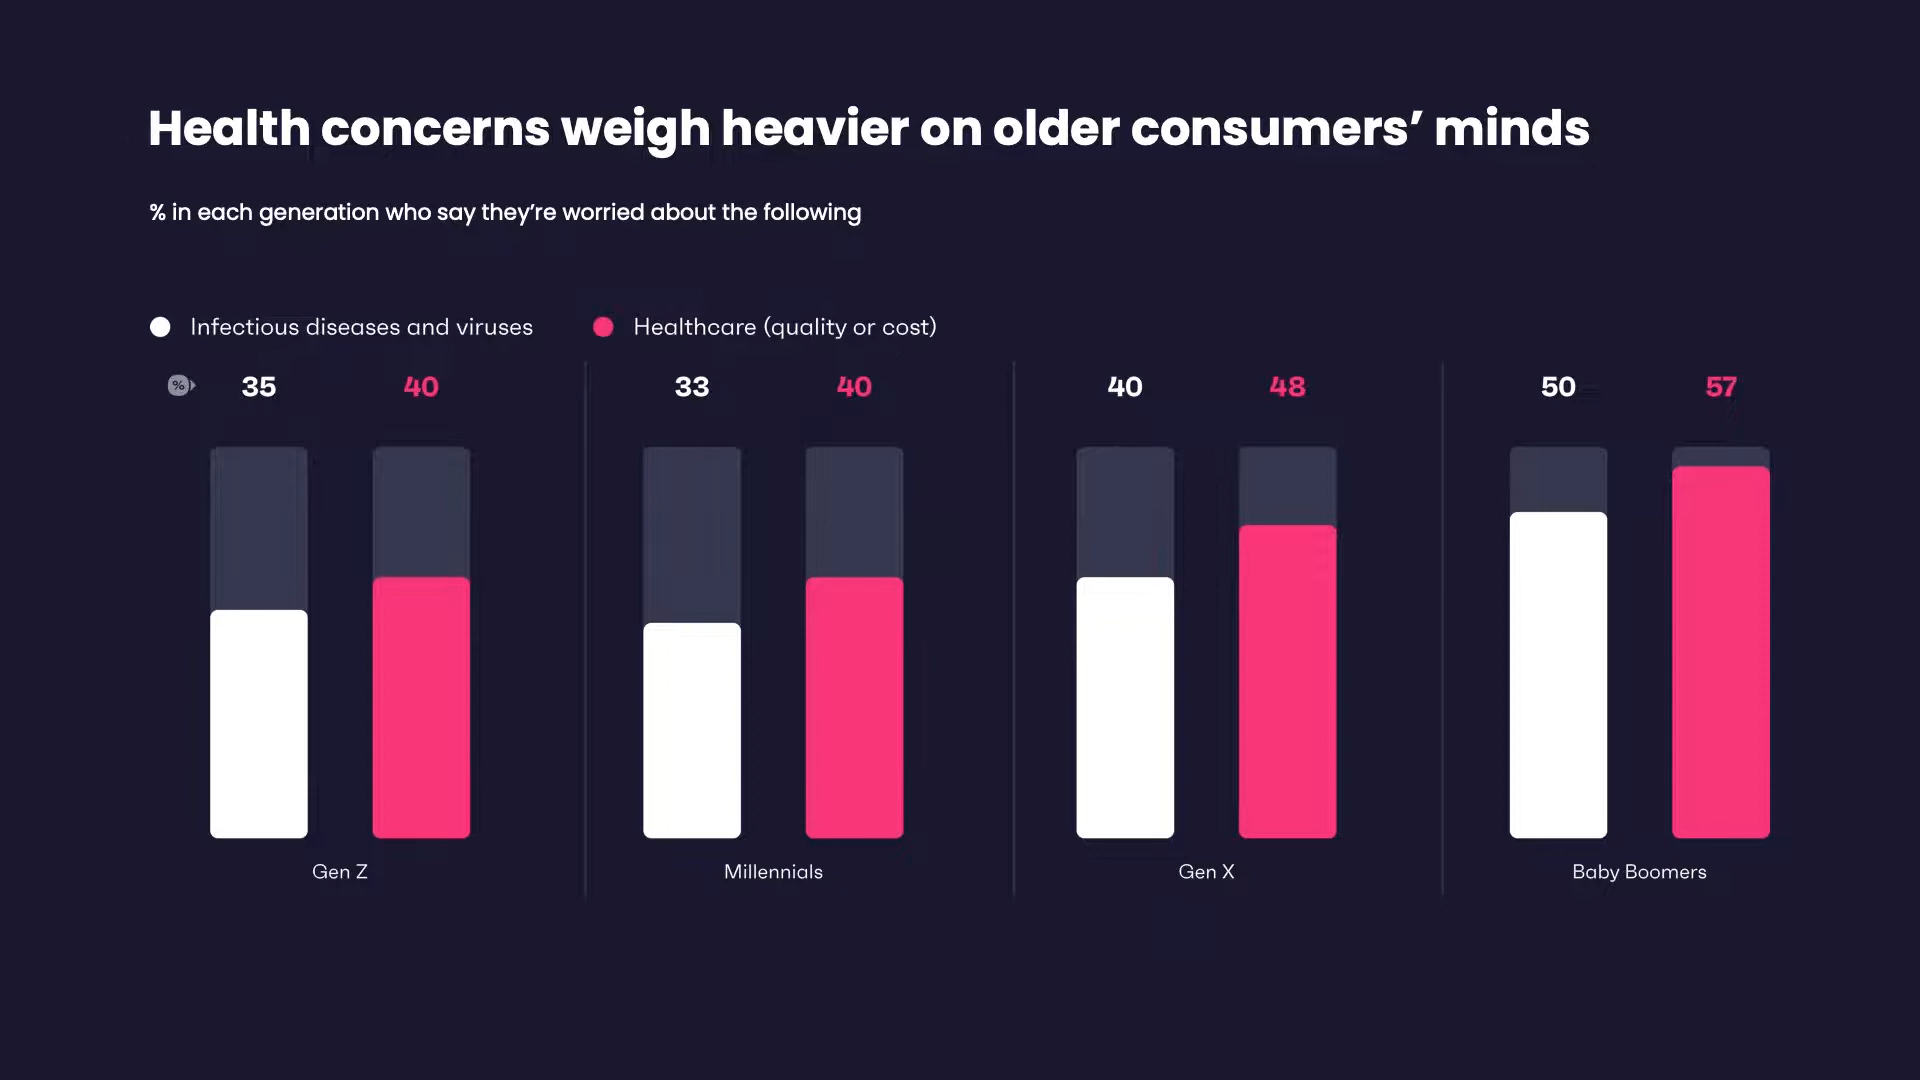 Health concerns weigh heavier on older consumers’ minds
% in each generation who say they’re worried about the following
Infectious diseases and viruses Healthcare (quality or cost)
% 35 40 33 40 40 48 50 57
Gen Z Millennials Gen X Baby Boomers